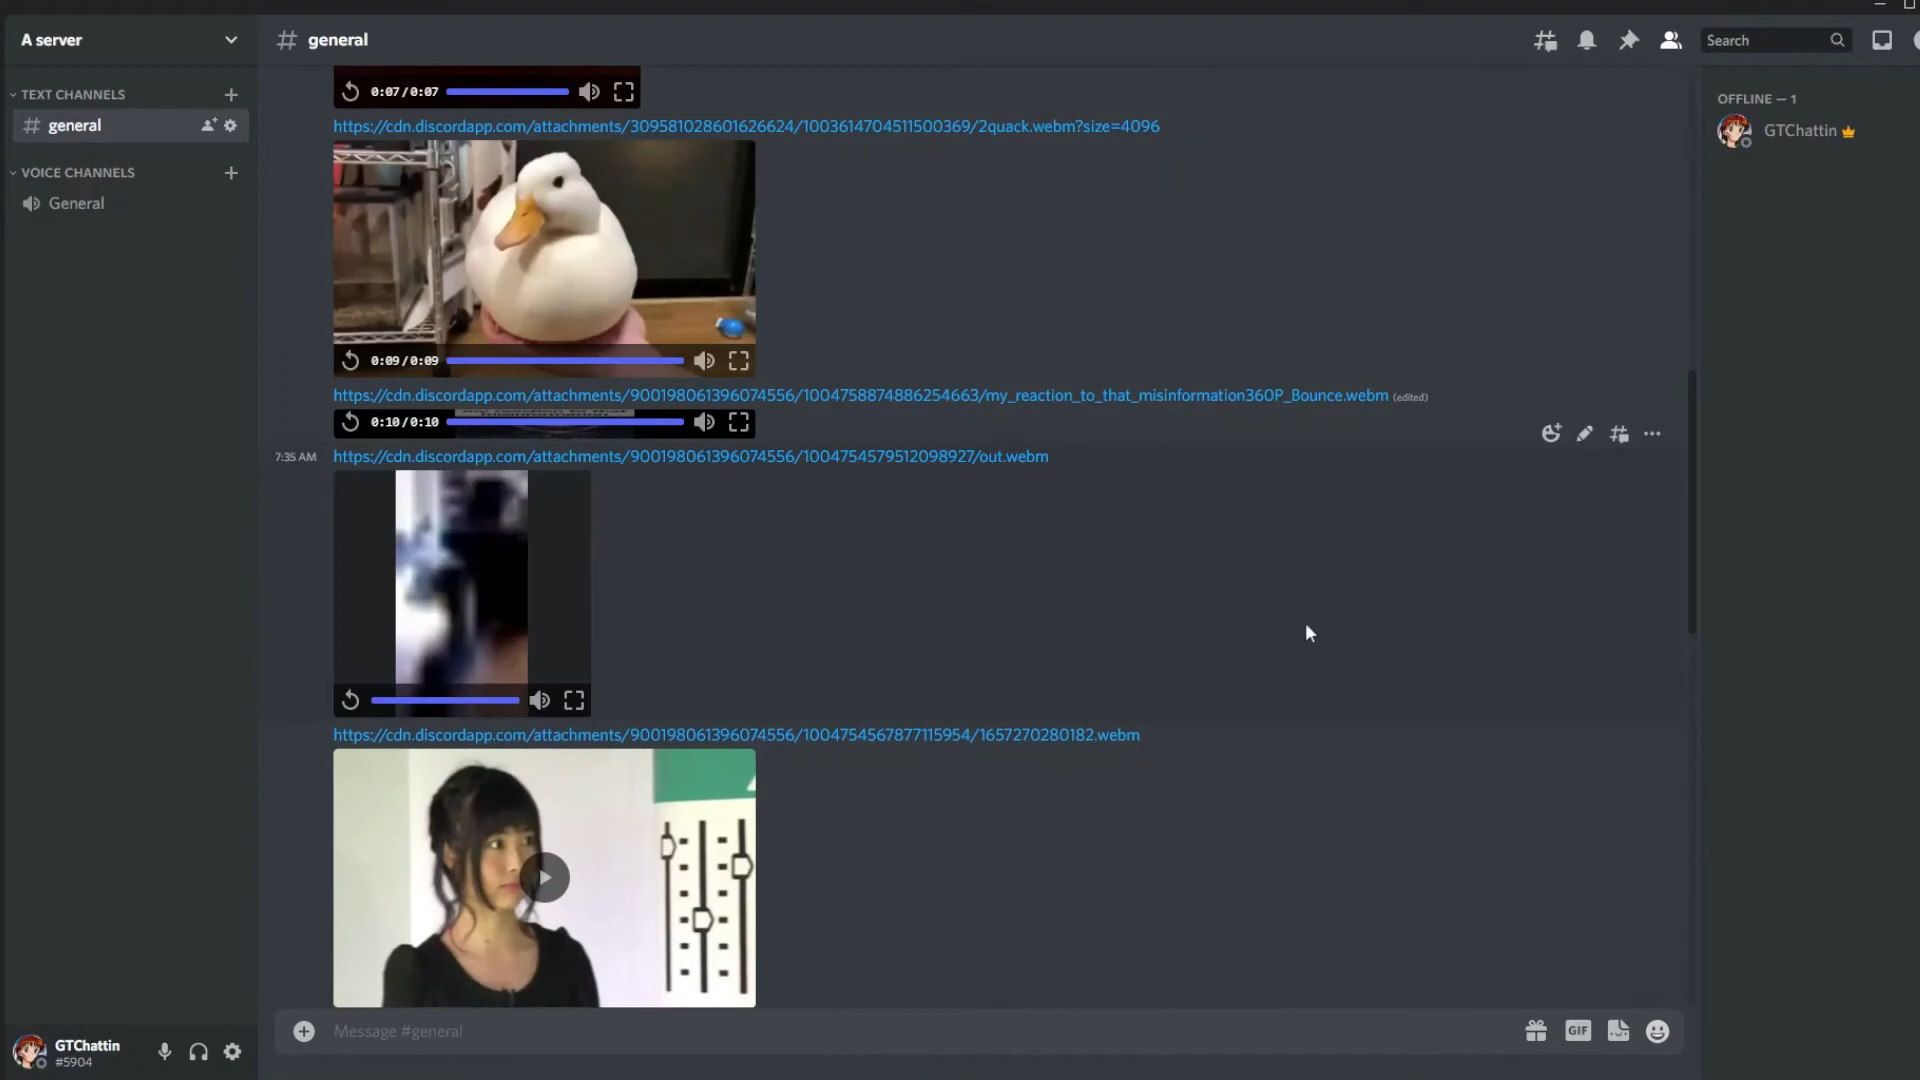 A server
general
Search
TEXT CHANNELS
general
VOICE CHANNELS
General
0:07/0:07
https://cdn.discordapp.com/attachments/309581028601626624/1003614704511500369/2quack.webm?size=4096
0:09/0:09
https://cdn.discordapp.com/attachments/900198061396074556/1004758874886254663/my_reaction_to_that_misinformation360P_Bounce.webm (edited)
0:10/0:10
7:35 AM https://cdn.discordapp.com/attachments/900198061396074556/1004754579512098927/out.webm
https://cdn.discordapp.com/attachments/900198061396074556/1004754567877115954/1657270280182.webm
Message #general
GIF
OFFLINE — 1
GTChattin
GTChattin
#5904